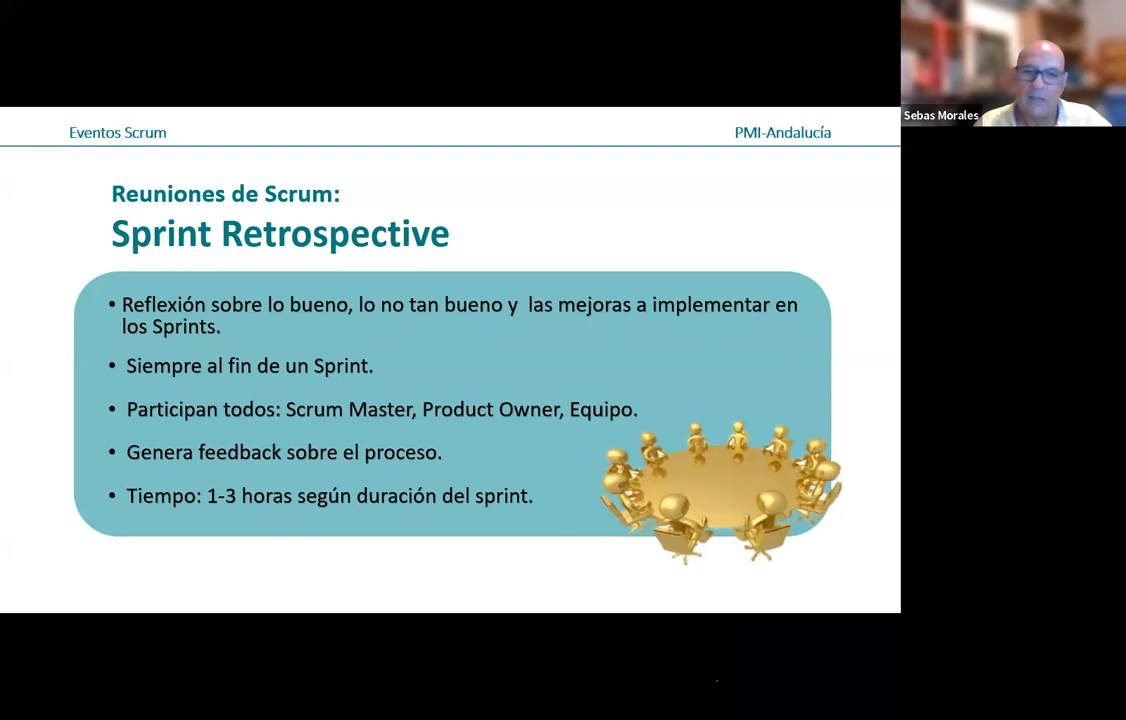 Sebas Morales
Eventos Scrum
PMI-Andalucía
Reuniones de Scrum:
Sprint Retrospective
• Reflexión sobre lo bueno, lo no tan bueno y  las mejoras a implementar en
los Sprints.
• Siempre al fin de un Sprint.
• Participan todos: Scrum Master, Product Owner, Equipo.
• Genera feedback sobre el proceso.
• Tiempo: 1-3 horas según duración del sprint.